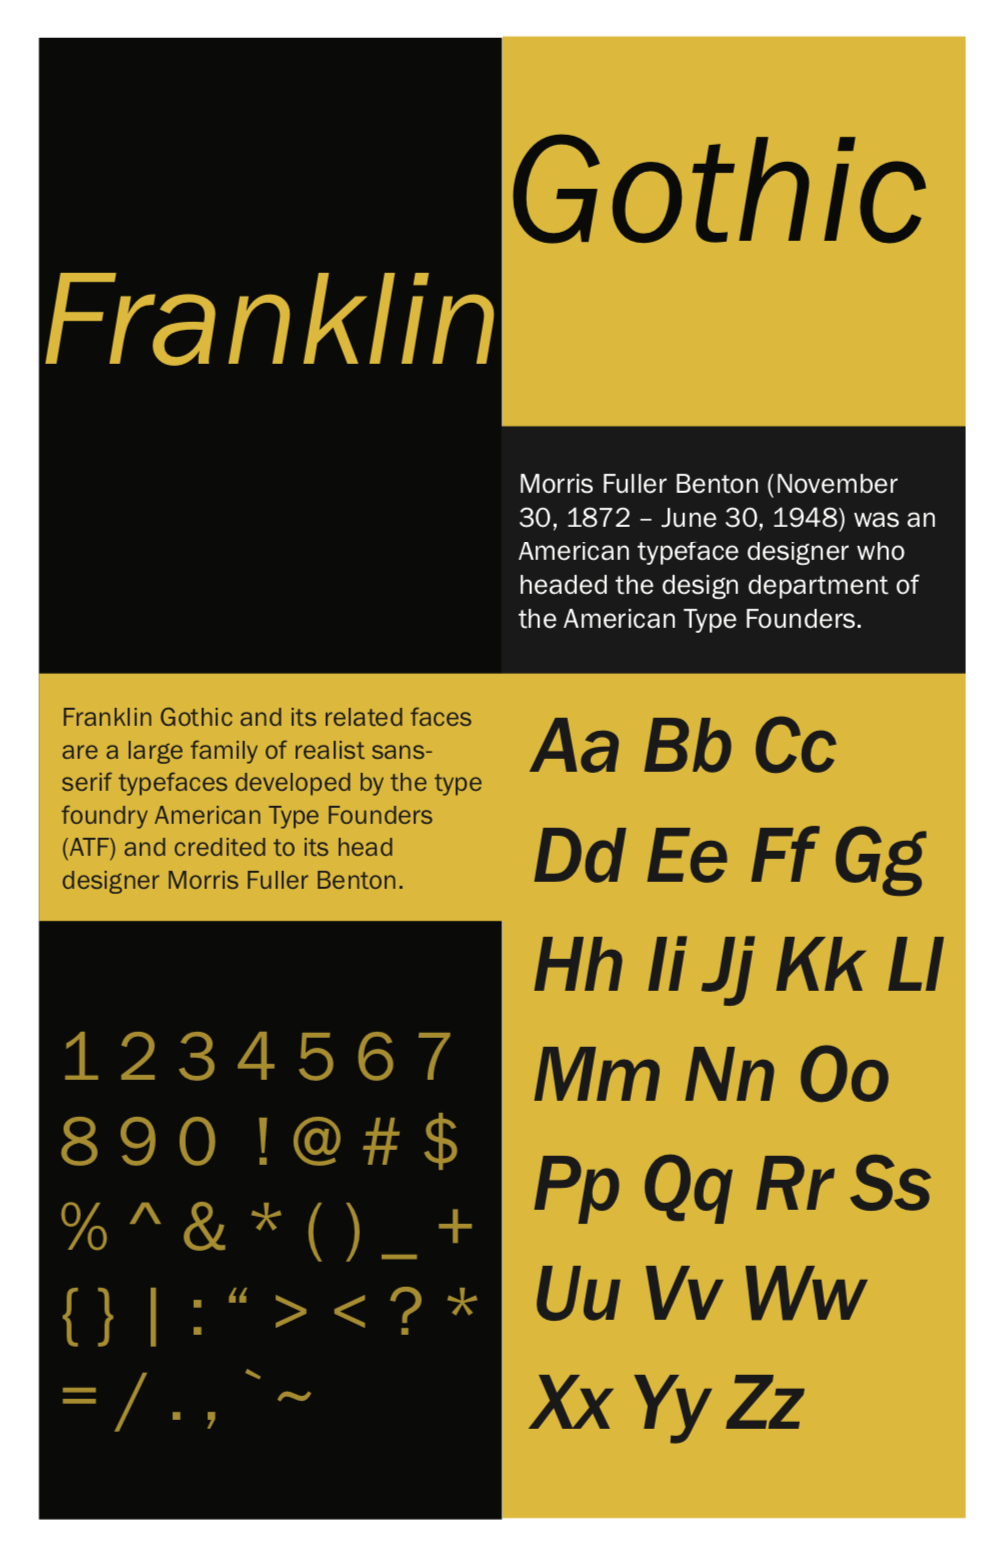 Franklin
Gothic
Morris Fuller Benton (November
30, 1872 – June 30, 1948) was an
American typeface designer who
headed the design department of
the American Type Founders.
Franklin Gothic and its related faces
are a large family of realist sans-
serif typefaces developed by the type
foundry American Type Founders
(ATF) and credited to its head
designer Morris Fuller Benton.
Aa Bb Cc
Dd Ee Ff Gg
Hh Ii Jj Kk Ll
Mm Nn Oo
Pp Qq Rr Ss
Uu Vv Ww
Xx Yy Zz
1 2 3 4 5 6 7
8 9 0 ! @ # $
% ^ & * ( ) _ +
{ } | : “ > < ? *
= / . , ` ~